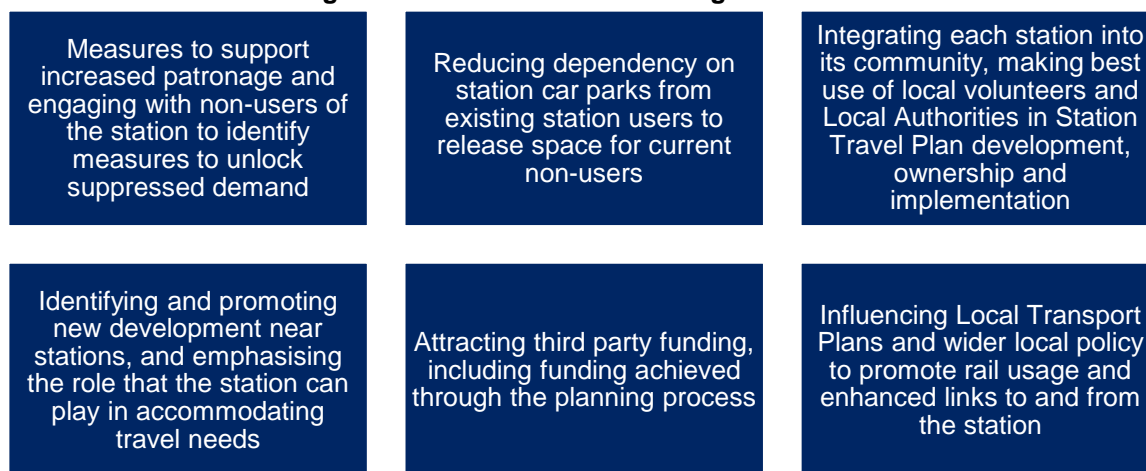 Measures to support
increased patronage and
engaging with non-users of
the station to identify
measures to unlock
suppressed demand
Reducing dependency on
station car parks from
existing station users to
release space for current
non-users
Integrating each station into
its community, making best
use of local volunteers and
Local Authorities in Station
Travel Plan development,
ownership and
implementation
Identifying and promoting
new development near
stations, and emphasising
the role that the station can
play in accommodating
travel needs
Attracting third party funding,
including funding achieved
through the planning process
Influencing Local Transport
Plans and wider local policy
to promote rail usage and
enhanced links to and from
the station